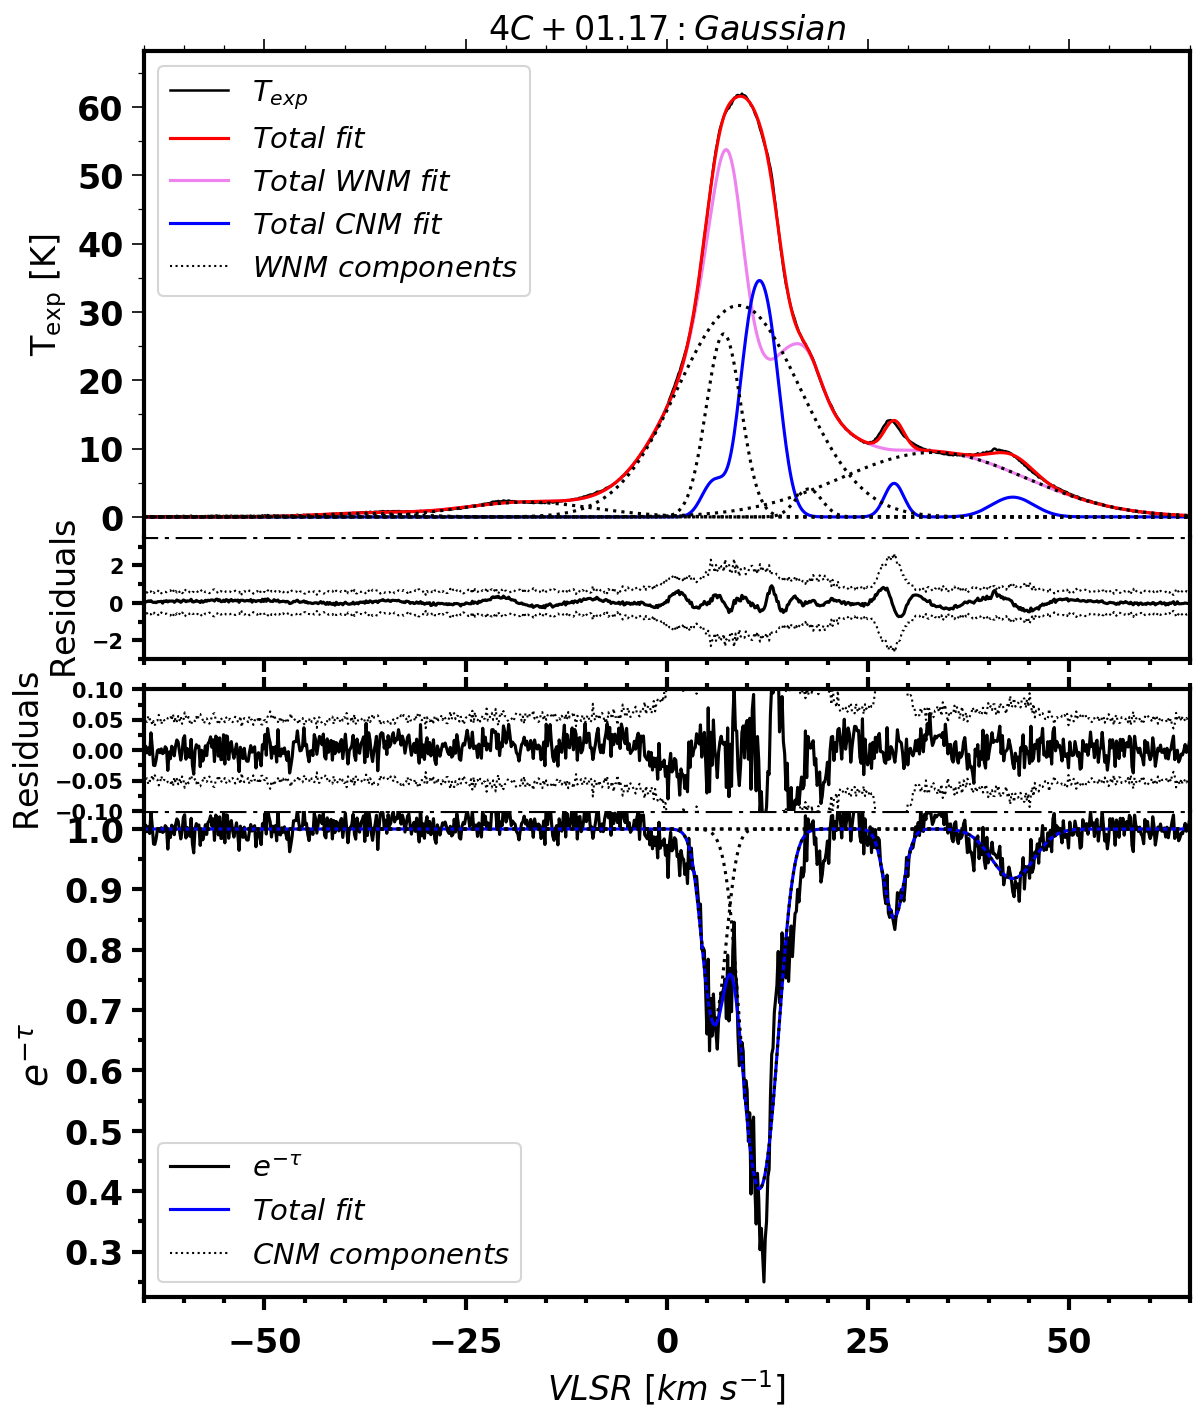 4C + 01.17 : Gaussian
T_exp
Total fit
Total WNM fit
Total CNM fit
WNM components
T_exp [K]
60
50
40
30
20
10
0
Residuals
2
0
−2
Residuals
0.10
0.05
0.00
−0.05
−0.10
e^−τ
1.0
0.9
0.8
0.7
0.6
0.5
0.4
0.3
e^−τ
Total fit
CNM components
−50 −25 0 25 50
VLSR [km s^−1]